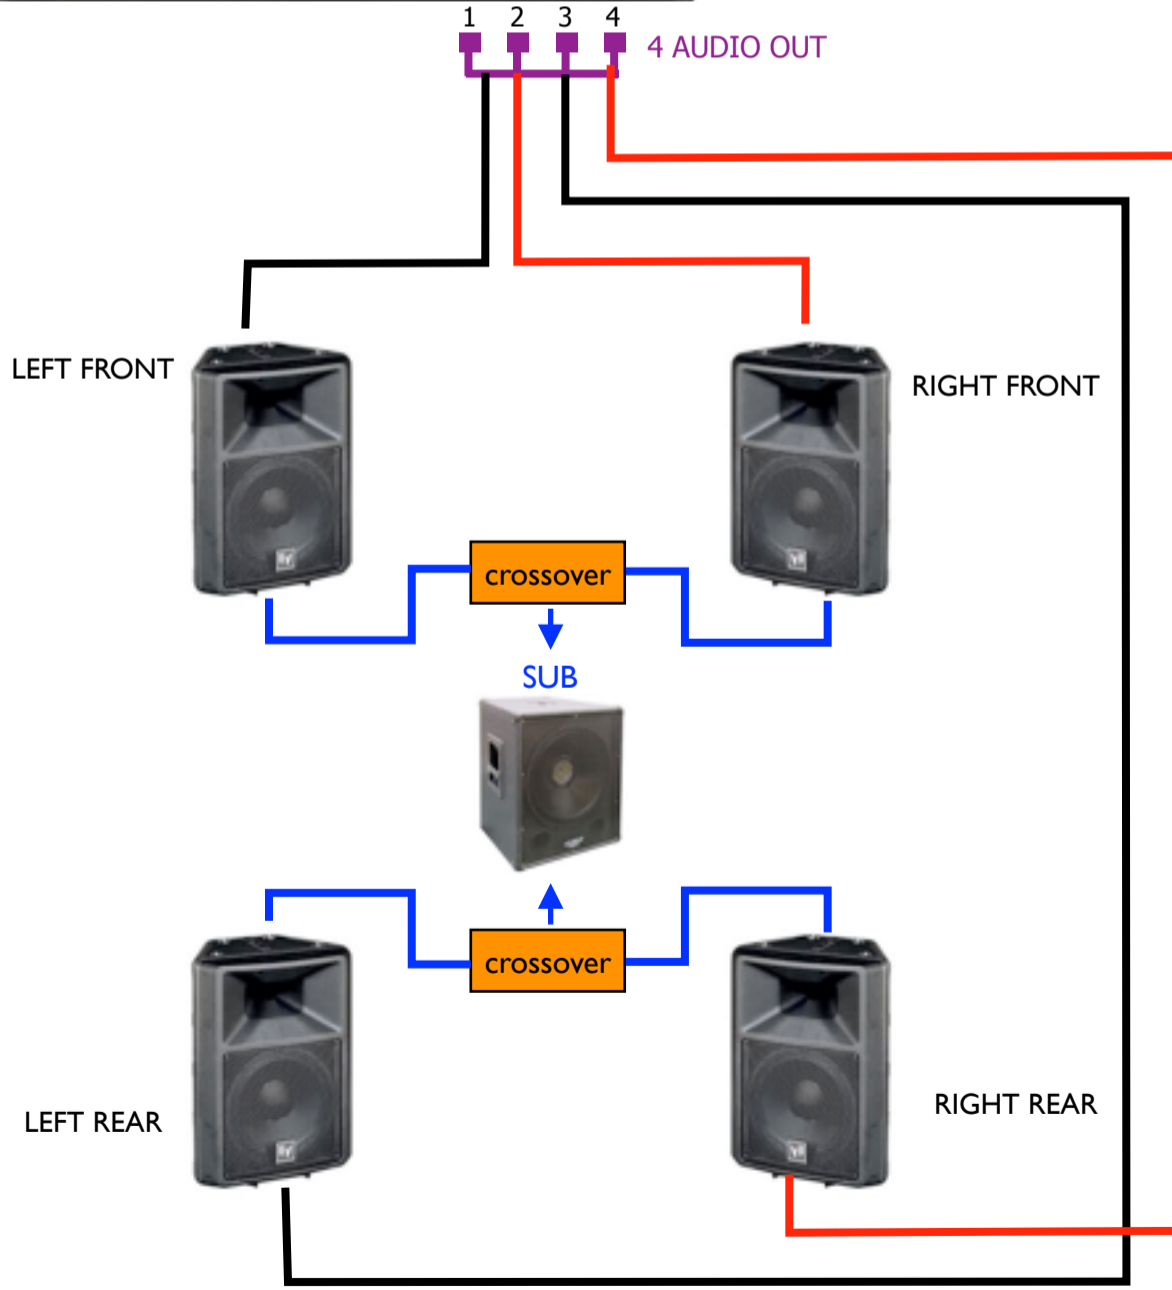 1 2 3 4
4 AUDIO OUT
LEFT FRONT
RIGHT FRONT
crossover
SUB
crossover
LEFT REAR
RIGHT REAR